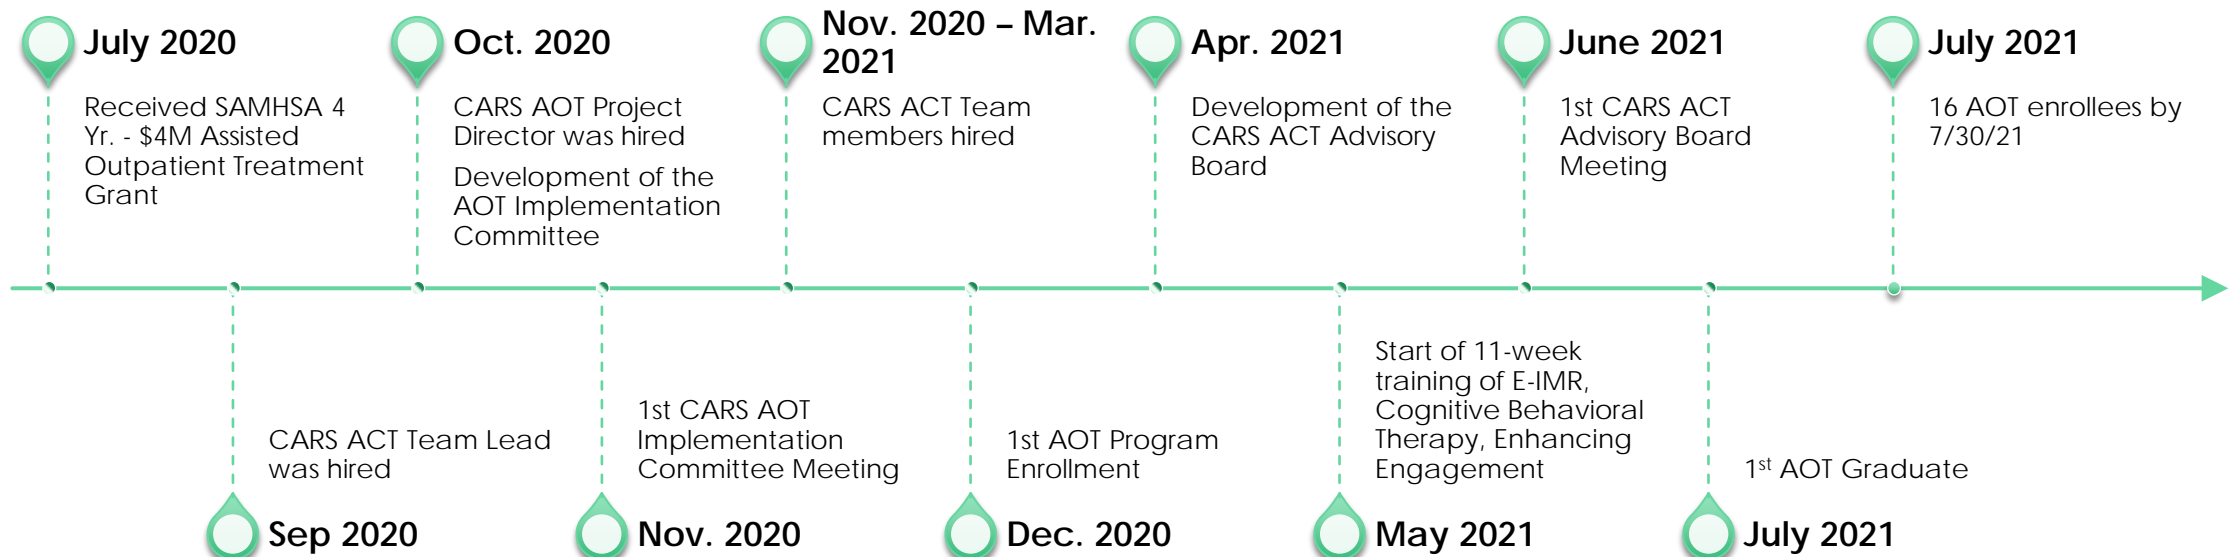 July 2020
Received SAMHSA 4
Yr. - $4M Assisted
Outpatient Treatment
Grant
Sep 2020
CARS ACT Team Lead
was hired
Oct. 2020
CARS AOT Project
Director was hired
Development of the
AOT Implementation
Committee
Nov. 2020
1st CARS AOT
Implementation
Committee Meeting
Nov. 2020 – Mar.
2021
CARS ACT Team
members hired
Dec. 2020
1st AOT Program
Enrollment
Apr. 2021
Development of the
CARS ACT Advisory
Board
May 2021
Start of 11-week
training of E-IMR,
Cognitive Behavioral
Therapy, Enhancing
Engagement
June 2021
1st CARS ACT
Advisory Board
Meeting
July 2021
1st AOT Graduate
July 2021
16 AOT enrollees by
7/30/21